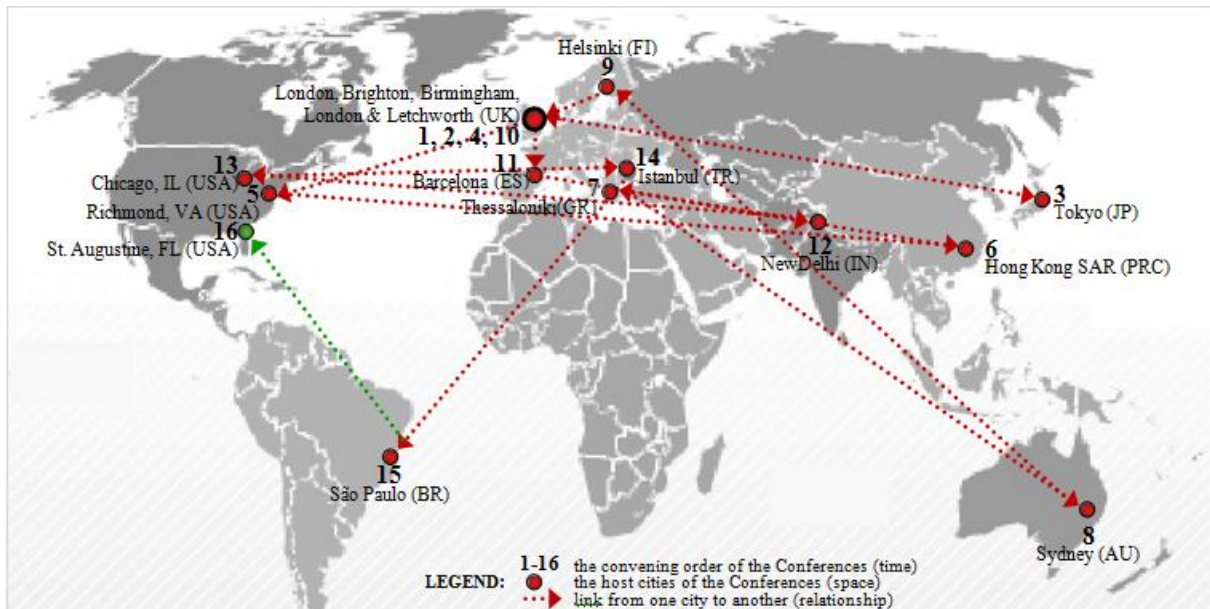 Helsinki (FI)
9
London, Brighton, Birmingham,
London & Letchworth (UK)
1, 2, 4, 10
13
Chicago, IL (USA)
5
Richmond, VA (USA)
16
St. Augustine, FL (USA)
11
Barcelona (ES)
14
Istanbul (TR)
7
Thessaloniki (GR)
3
Tokyo (JP)
12
NewDelhi (IN)
6
Hong Kong SAR (PRC)
15
São Paulo (BR)
8
Sydney (AU)
LEGEND:
1-16 the convening order of the Conferences (time)
the host cities of the Conferences (space)
link from one city to another (relationship)